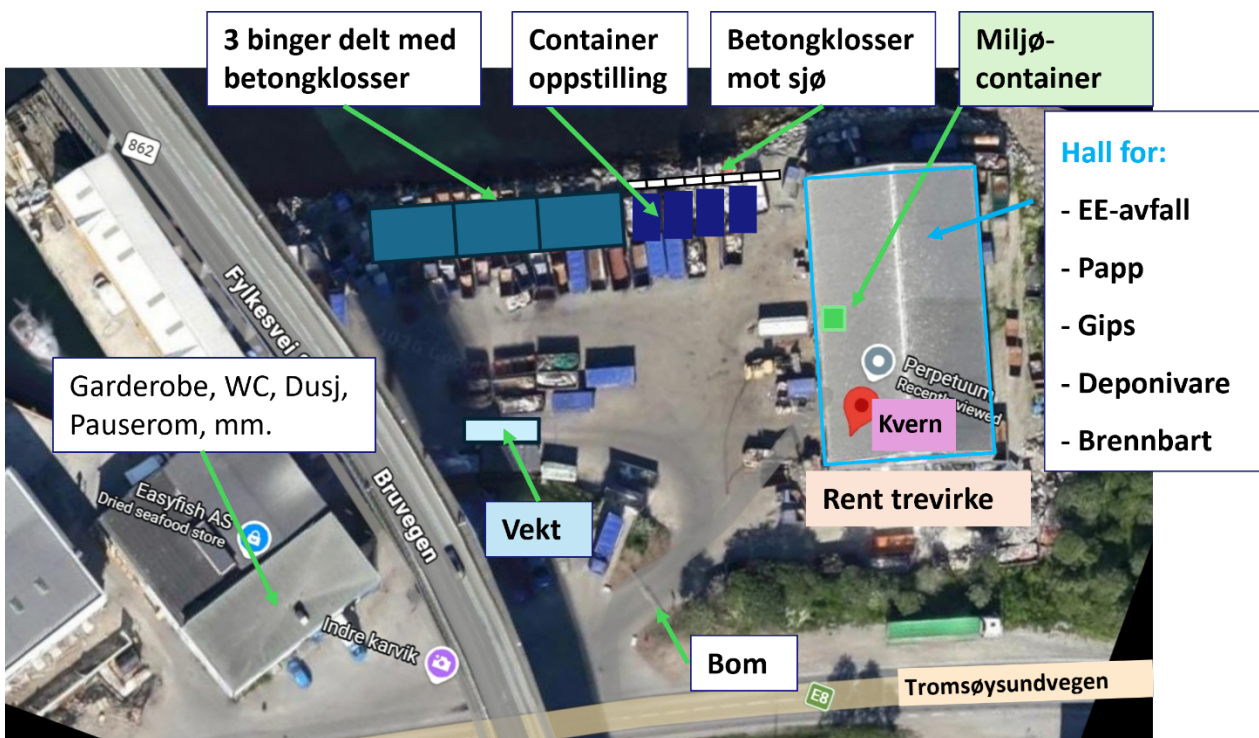 3 binger delt med
betongklosser
Container
oppstilling
Betongklosser
mot sjø
Miljø-
container
Hall for:
- EE-avfall
- Papp
- Gips
- Deponivare
- Brennbart
862
Fylkesvei
Garderobe, WC, Dusj,
Pauserom, mm.
Perpetuum
Recently viewed
Kvern
Rent trevirke
Easyfish AS
Dried seafood store
Bruvegen
Vekt
Indre karvik
Bom
E8
Tromsøysundvegen